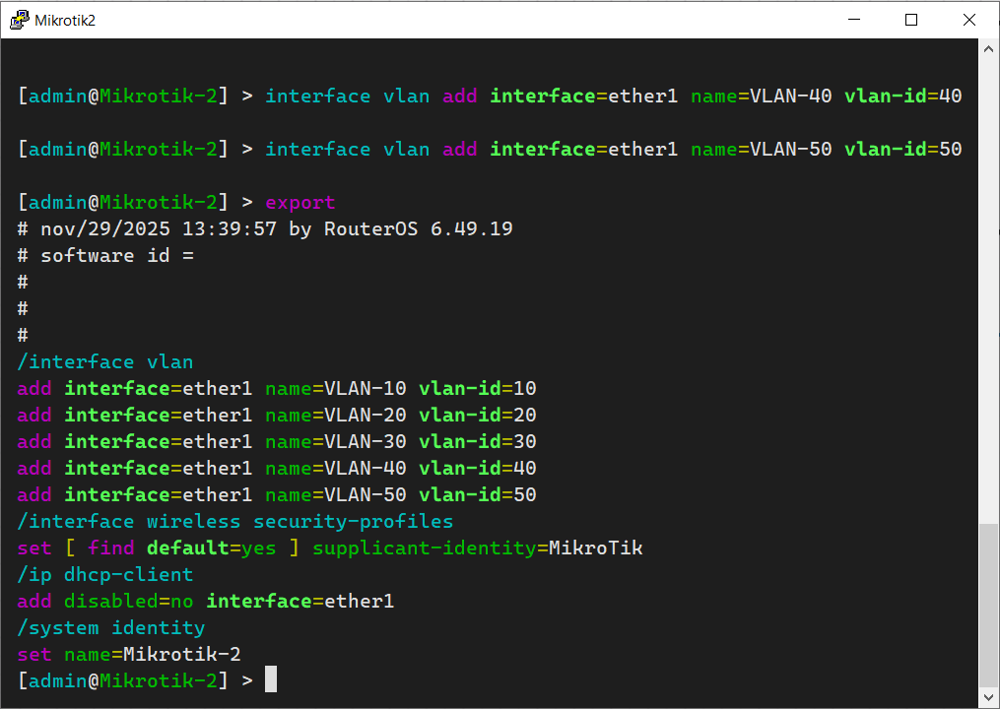 Mikrotik2
[admin@Mikrotik-2] > interface vlan add interface=ether1 name=VLAN-40 vlan-id=40
[admin@Mikrotik-2] > interface vlan add interface=ether1 name=VLAN-50 vlan-id=50
[admin@Mikrotik-2] > export
# nov/29/2025 13:39:57 by RouterOS 6.49.19
# software id =
#
#
#
/interface vlan
add interface=ether1 name=VLAN-10 vlan-id=10
add interface=ether1 name=VLAN-20 vlan-id=20
add interface=ether1 name=VLAN-30 vlan-id=30
add interface=ether1 name=VLAN-40 vlan-id=40
add interface=ether1 name=VLAN-50 vlan-id=50
/interface wireless security-profiles
set [ find default=yes ] supplicant-identity=MikroTik
/ip dhcp-client
add disabled=no interface=ether1
/system identity
set name=Mikrotik-2
[admin@Mikrotik-2] >